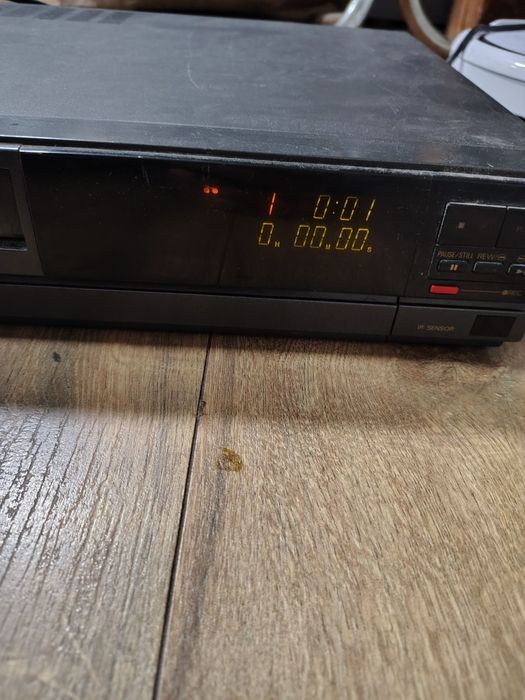 1 0:01
0H 00M 00S
PAUSE/STILL REW
IR SENSOR